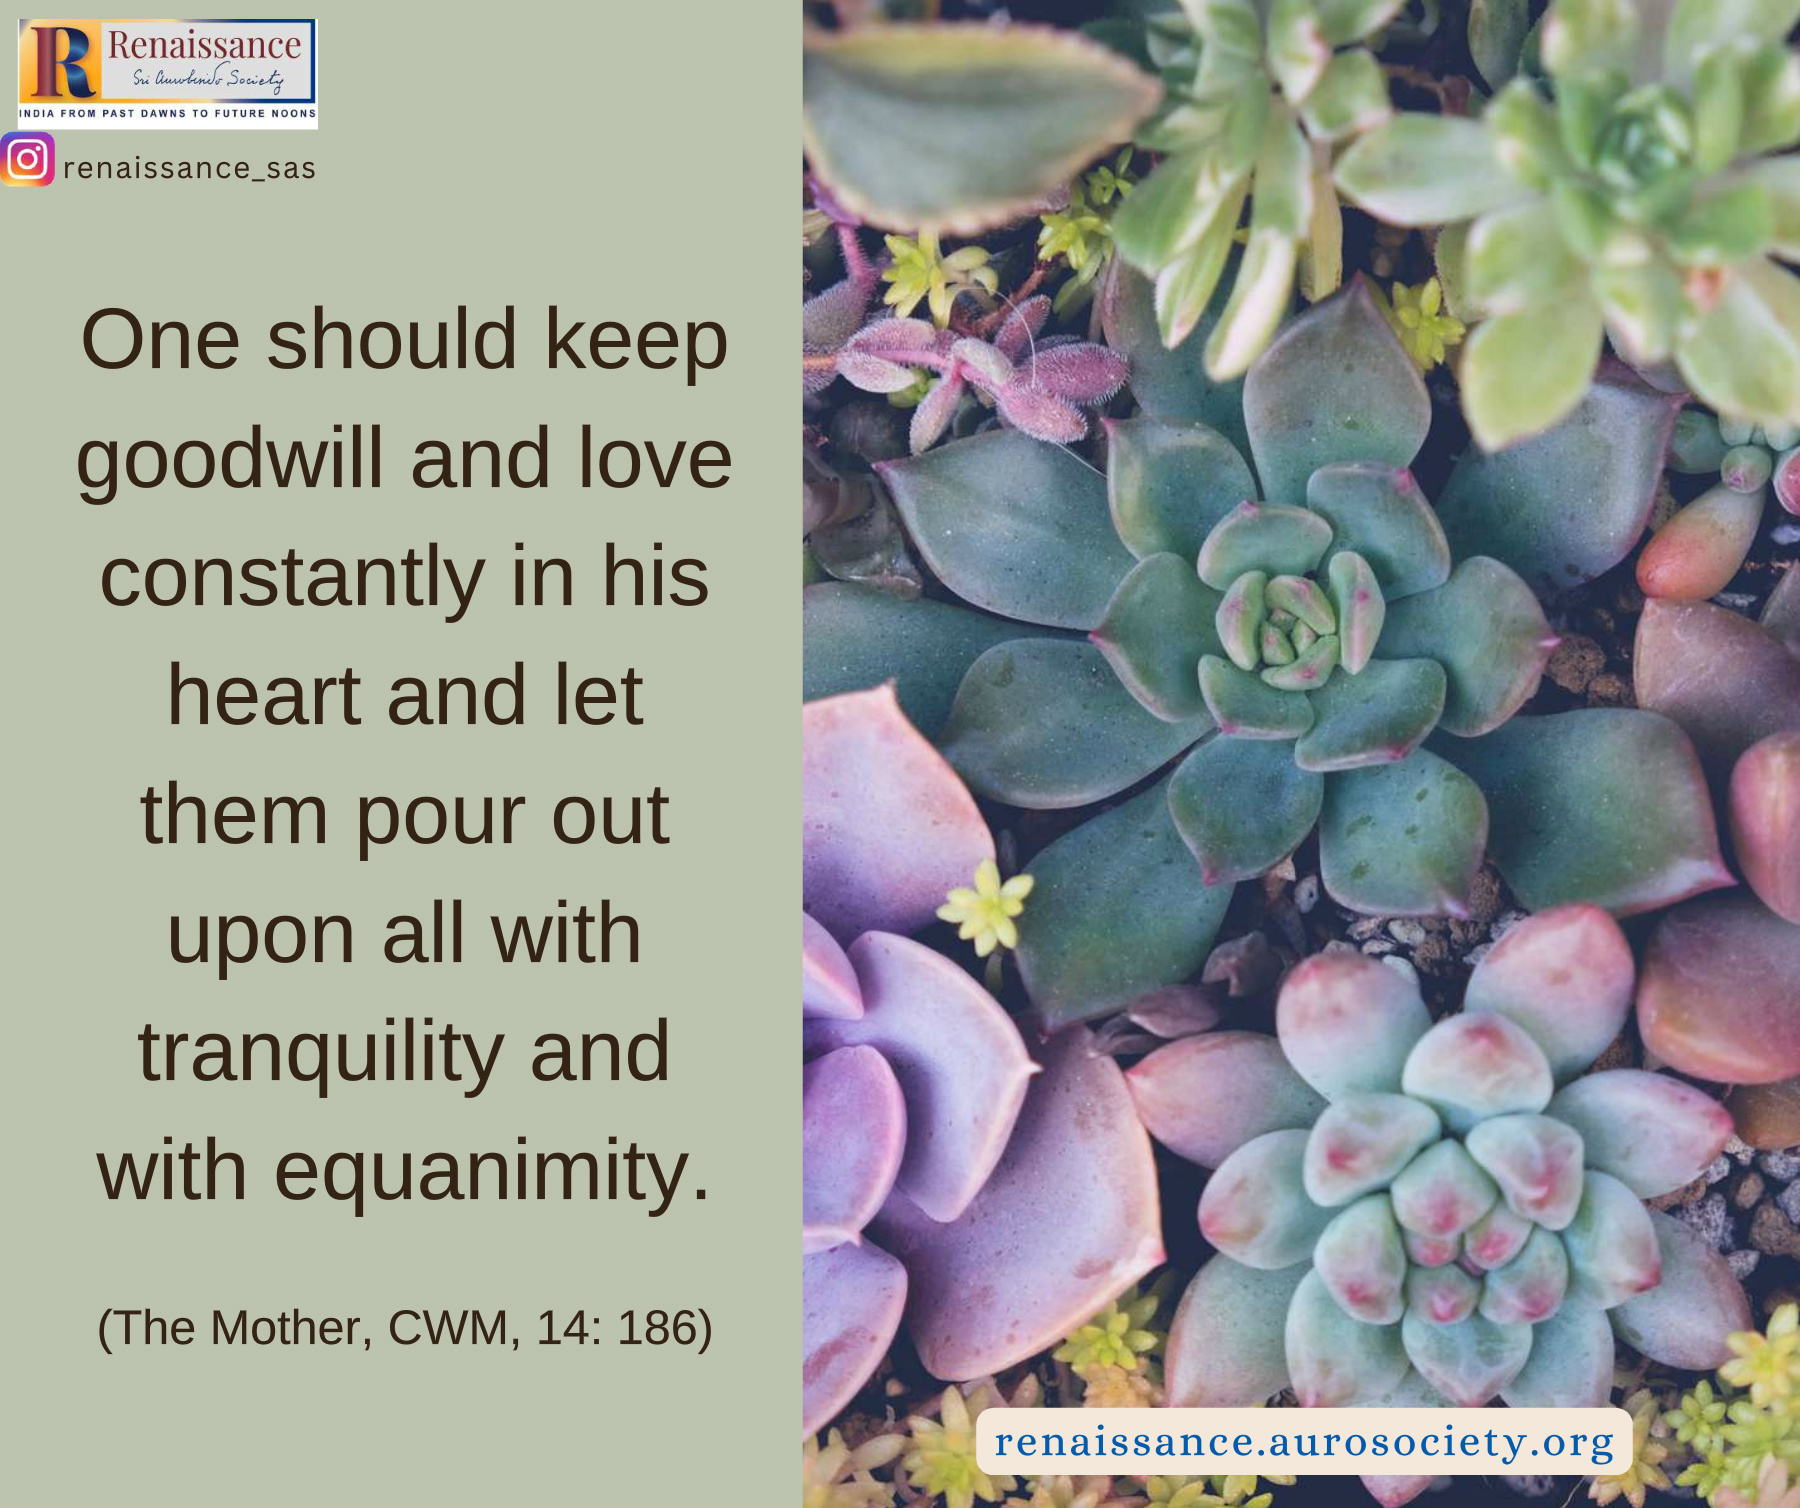 R Renaissance
Sri Aurobindo Society
INDIA FROM PAST DAWNS TO FUTURE NOONS
renaissance_sas
One should keep
goodwill and love
constantly in his
heart and let
them pour out
upon all with
tranquility and
with equanimity.
(The Mother, CWM, 14: 186)
renaissance.aurosociety.org